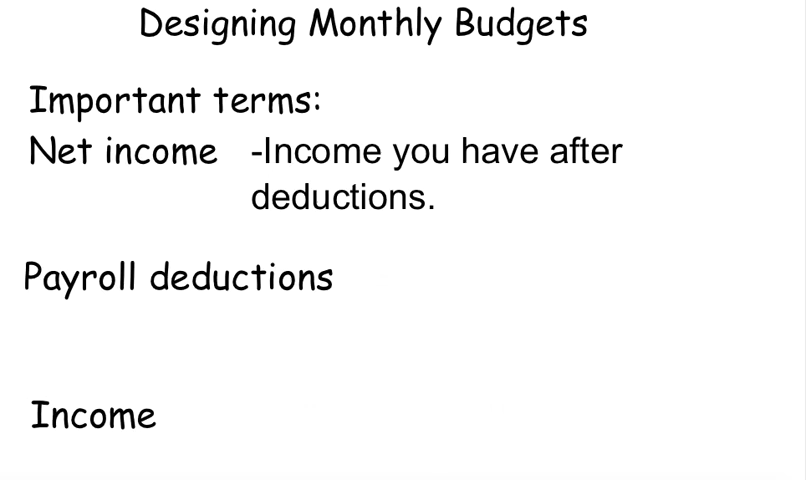 Designing Monthly Budgets
Important terms:
Net income -Income you have after
deductions.
Payroll deductions
Income